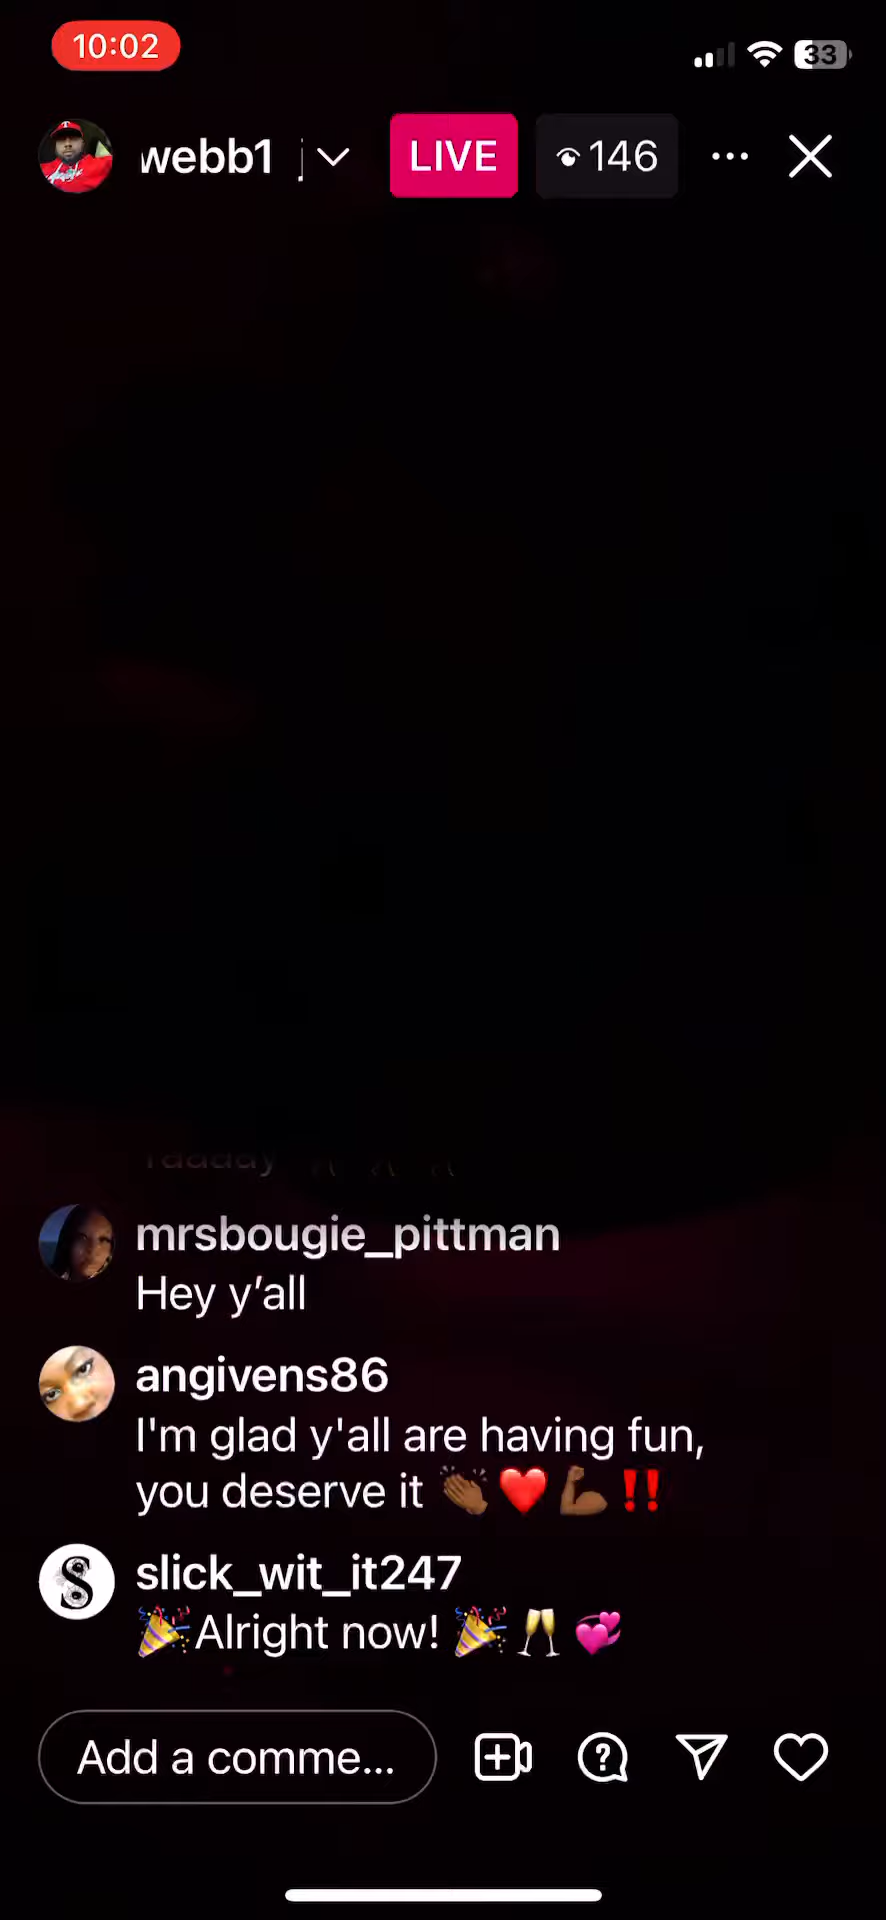 10:02
33
webb1 j
LIVE
146
mrsbougie_pittman
Hey y’all
angivens86
I'm glad y'all are having fun,
you deserve it 👏🏾❤️💪🏾‼️
slick_wit_it247
🎉Alright now! 🎉🥂💞
Add a comme...